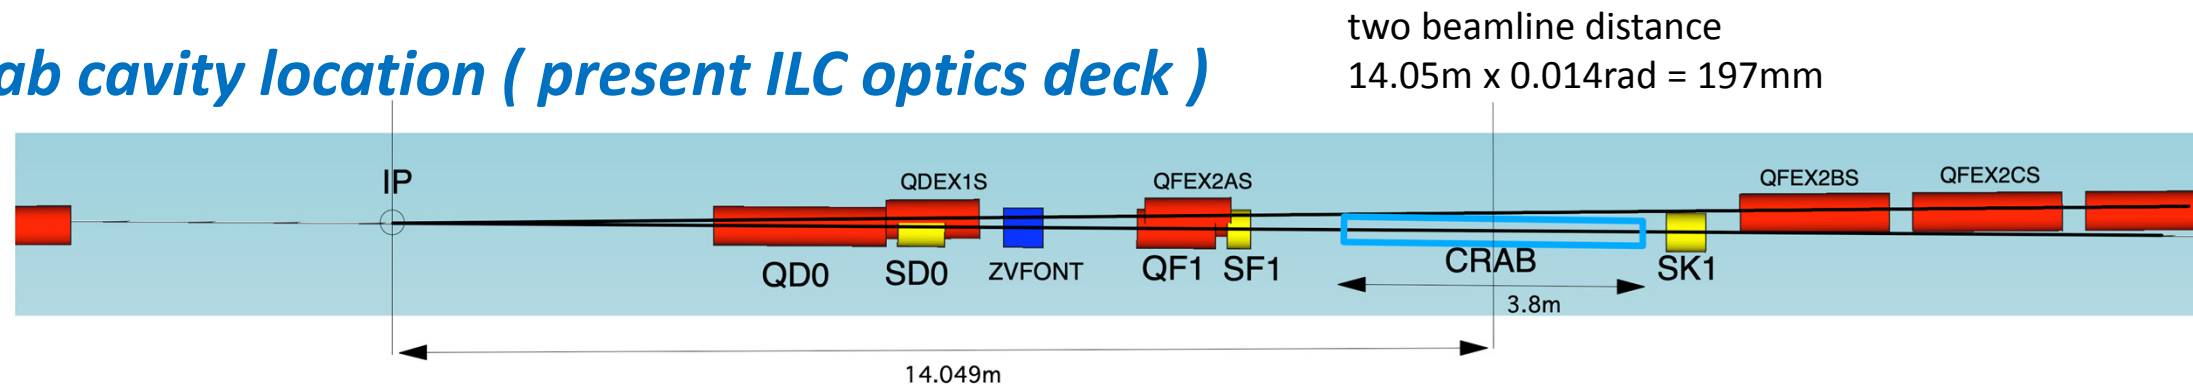 ab cavity location ( present ILC optics deck )
two beamline distance
14.05m x 0.014rad = 197mm
IP
QDEX1S
QFEX2AS
QFEX2BS
QFEX2CS
QD0
SD0
ZVFONT
QF1
SF1
CRAB
SK1
3.8m
14.049m